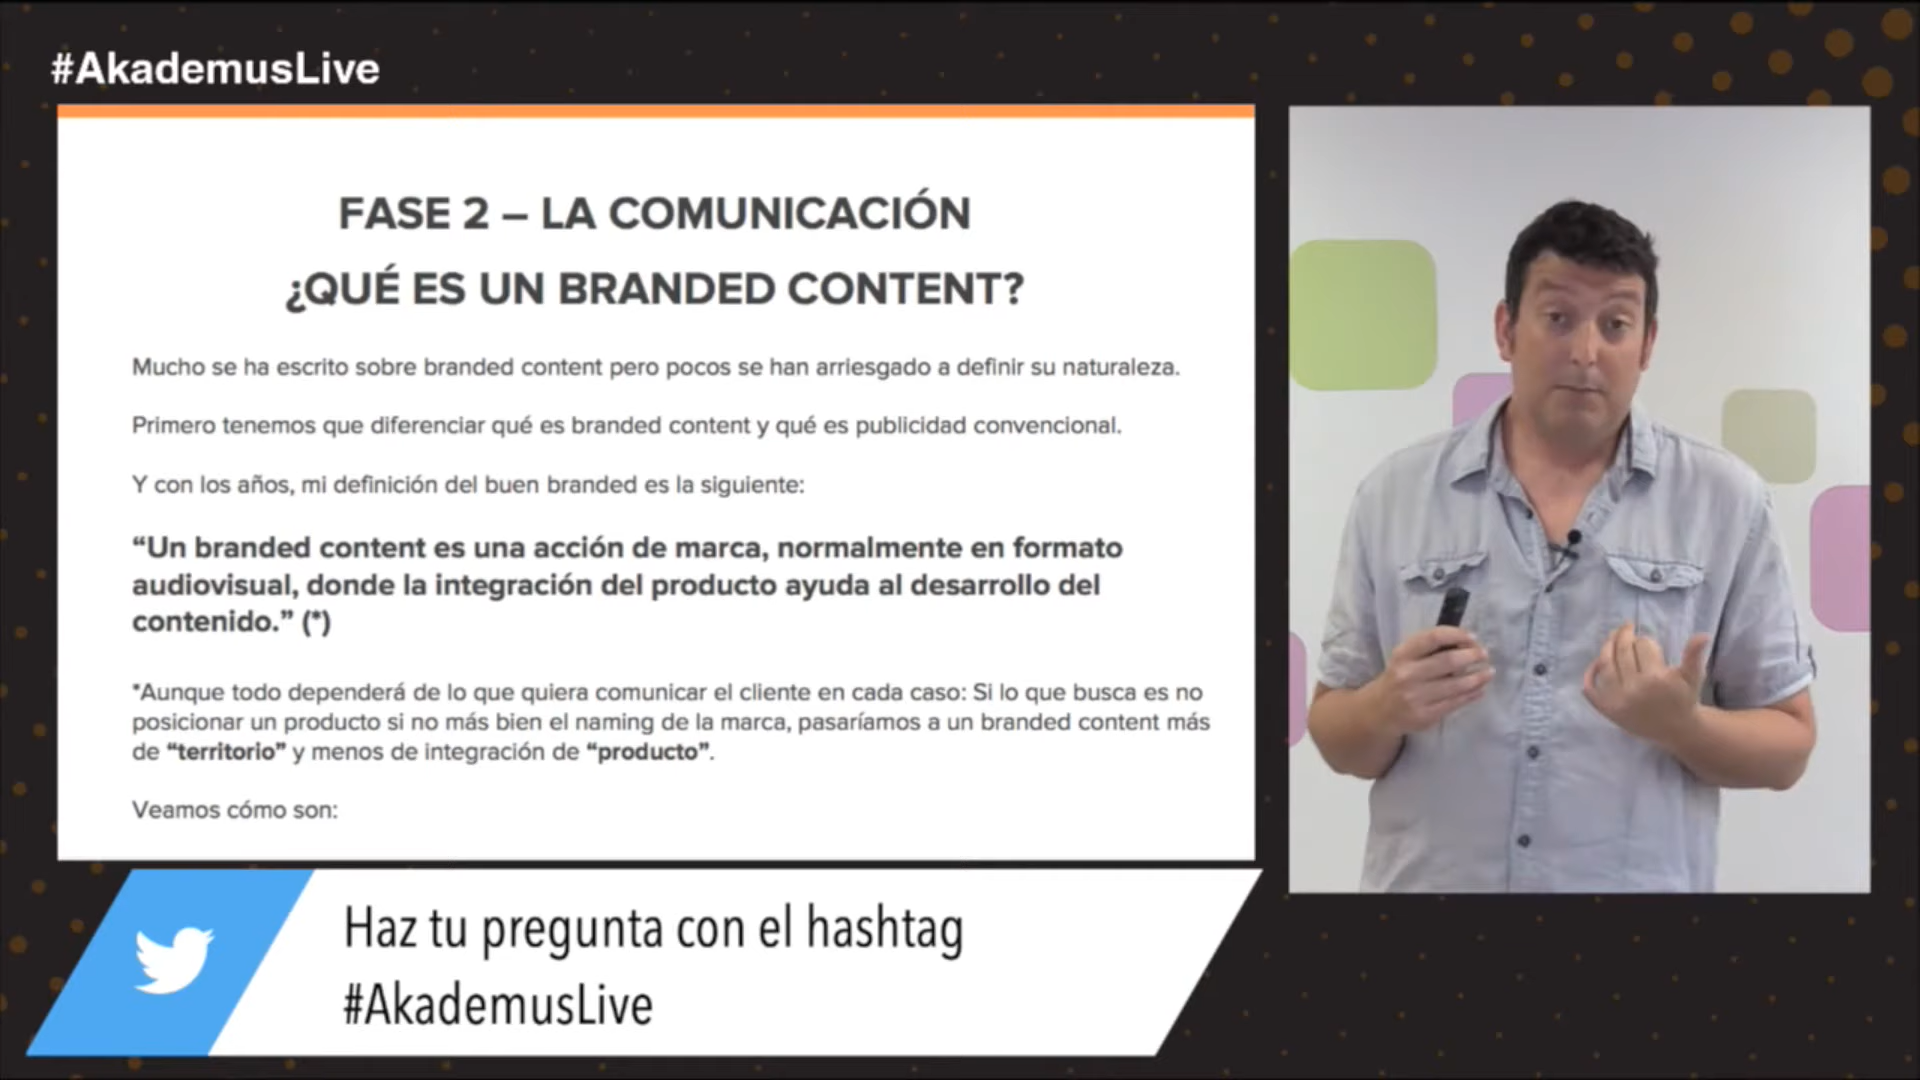 #AkademusLive
FASE 2 – LA COMUNICACIÓN
¿QUÉ ES UN BRANDED CONTENT?
Mucho se ha escrito sobre branded content pero pocos se han arriesgado a definir su naturaleza.
Primero tenemos que diferenciar qué es branded content y qué es publicidad convencional.
Y con los años, mi definición del buen branded es la siguiente:
“Un branded content es una acción de marca, normalmente en formato
audiovisual, donde la integración del producto ayuda al desarrollo del
contenido.” (*)
*Aunque todo dependerá de lo que quiera comunicar el cliente en cada caso: Si lo que busca es no
posicionar un producto si no más bien el naming de la marca, pasaríamos a un branded content más
de “territorio” y menos de integración de “producto”.
Veamos cómo son:
Haz tu pregunta con el hashtag
#AkademusLive